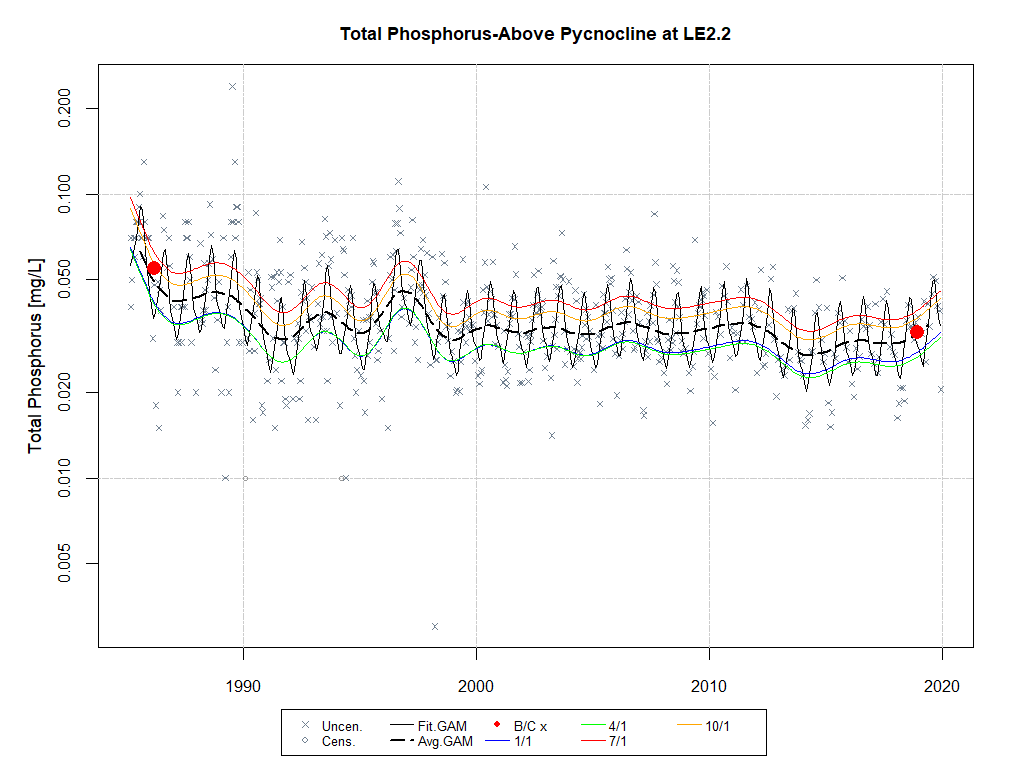 Total Phosphorus-Above Pycnocline at LE2.2
Total Phosphorus [mg/L]
0.200
0.100
0.050
0.020
0.010
0.005
1990 2000 2010 2020
Uncen. Fit.GAM B/C x 4/1 10/1
Cens. Avg.GAM 1/1 7/1